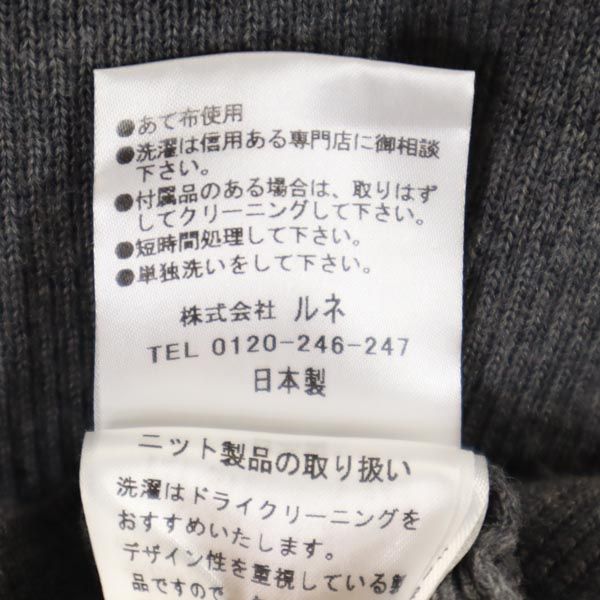 ●あて布使用
●洗濯は信用ある専門店に御相談
下さい。
●付属品のある場合は、取りはず
してクリーニングして下さい。
●短時間処理して下さい。
●単独洗いをして下さい。
株式会社 ルネ
TEL 0120-246-247
日本製
ニット製品の取り扱い
洗濯はドライクリーニングを
おすすめいたします。
デザイン性を重視している製
品ですので